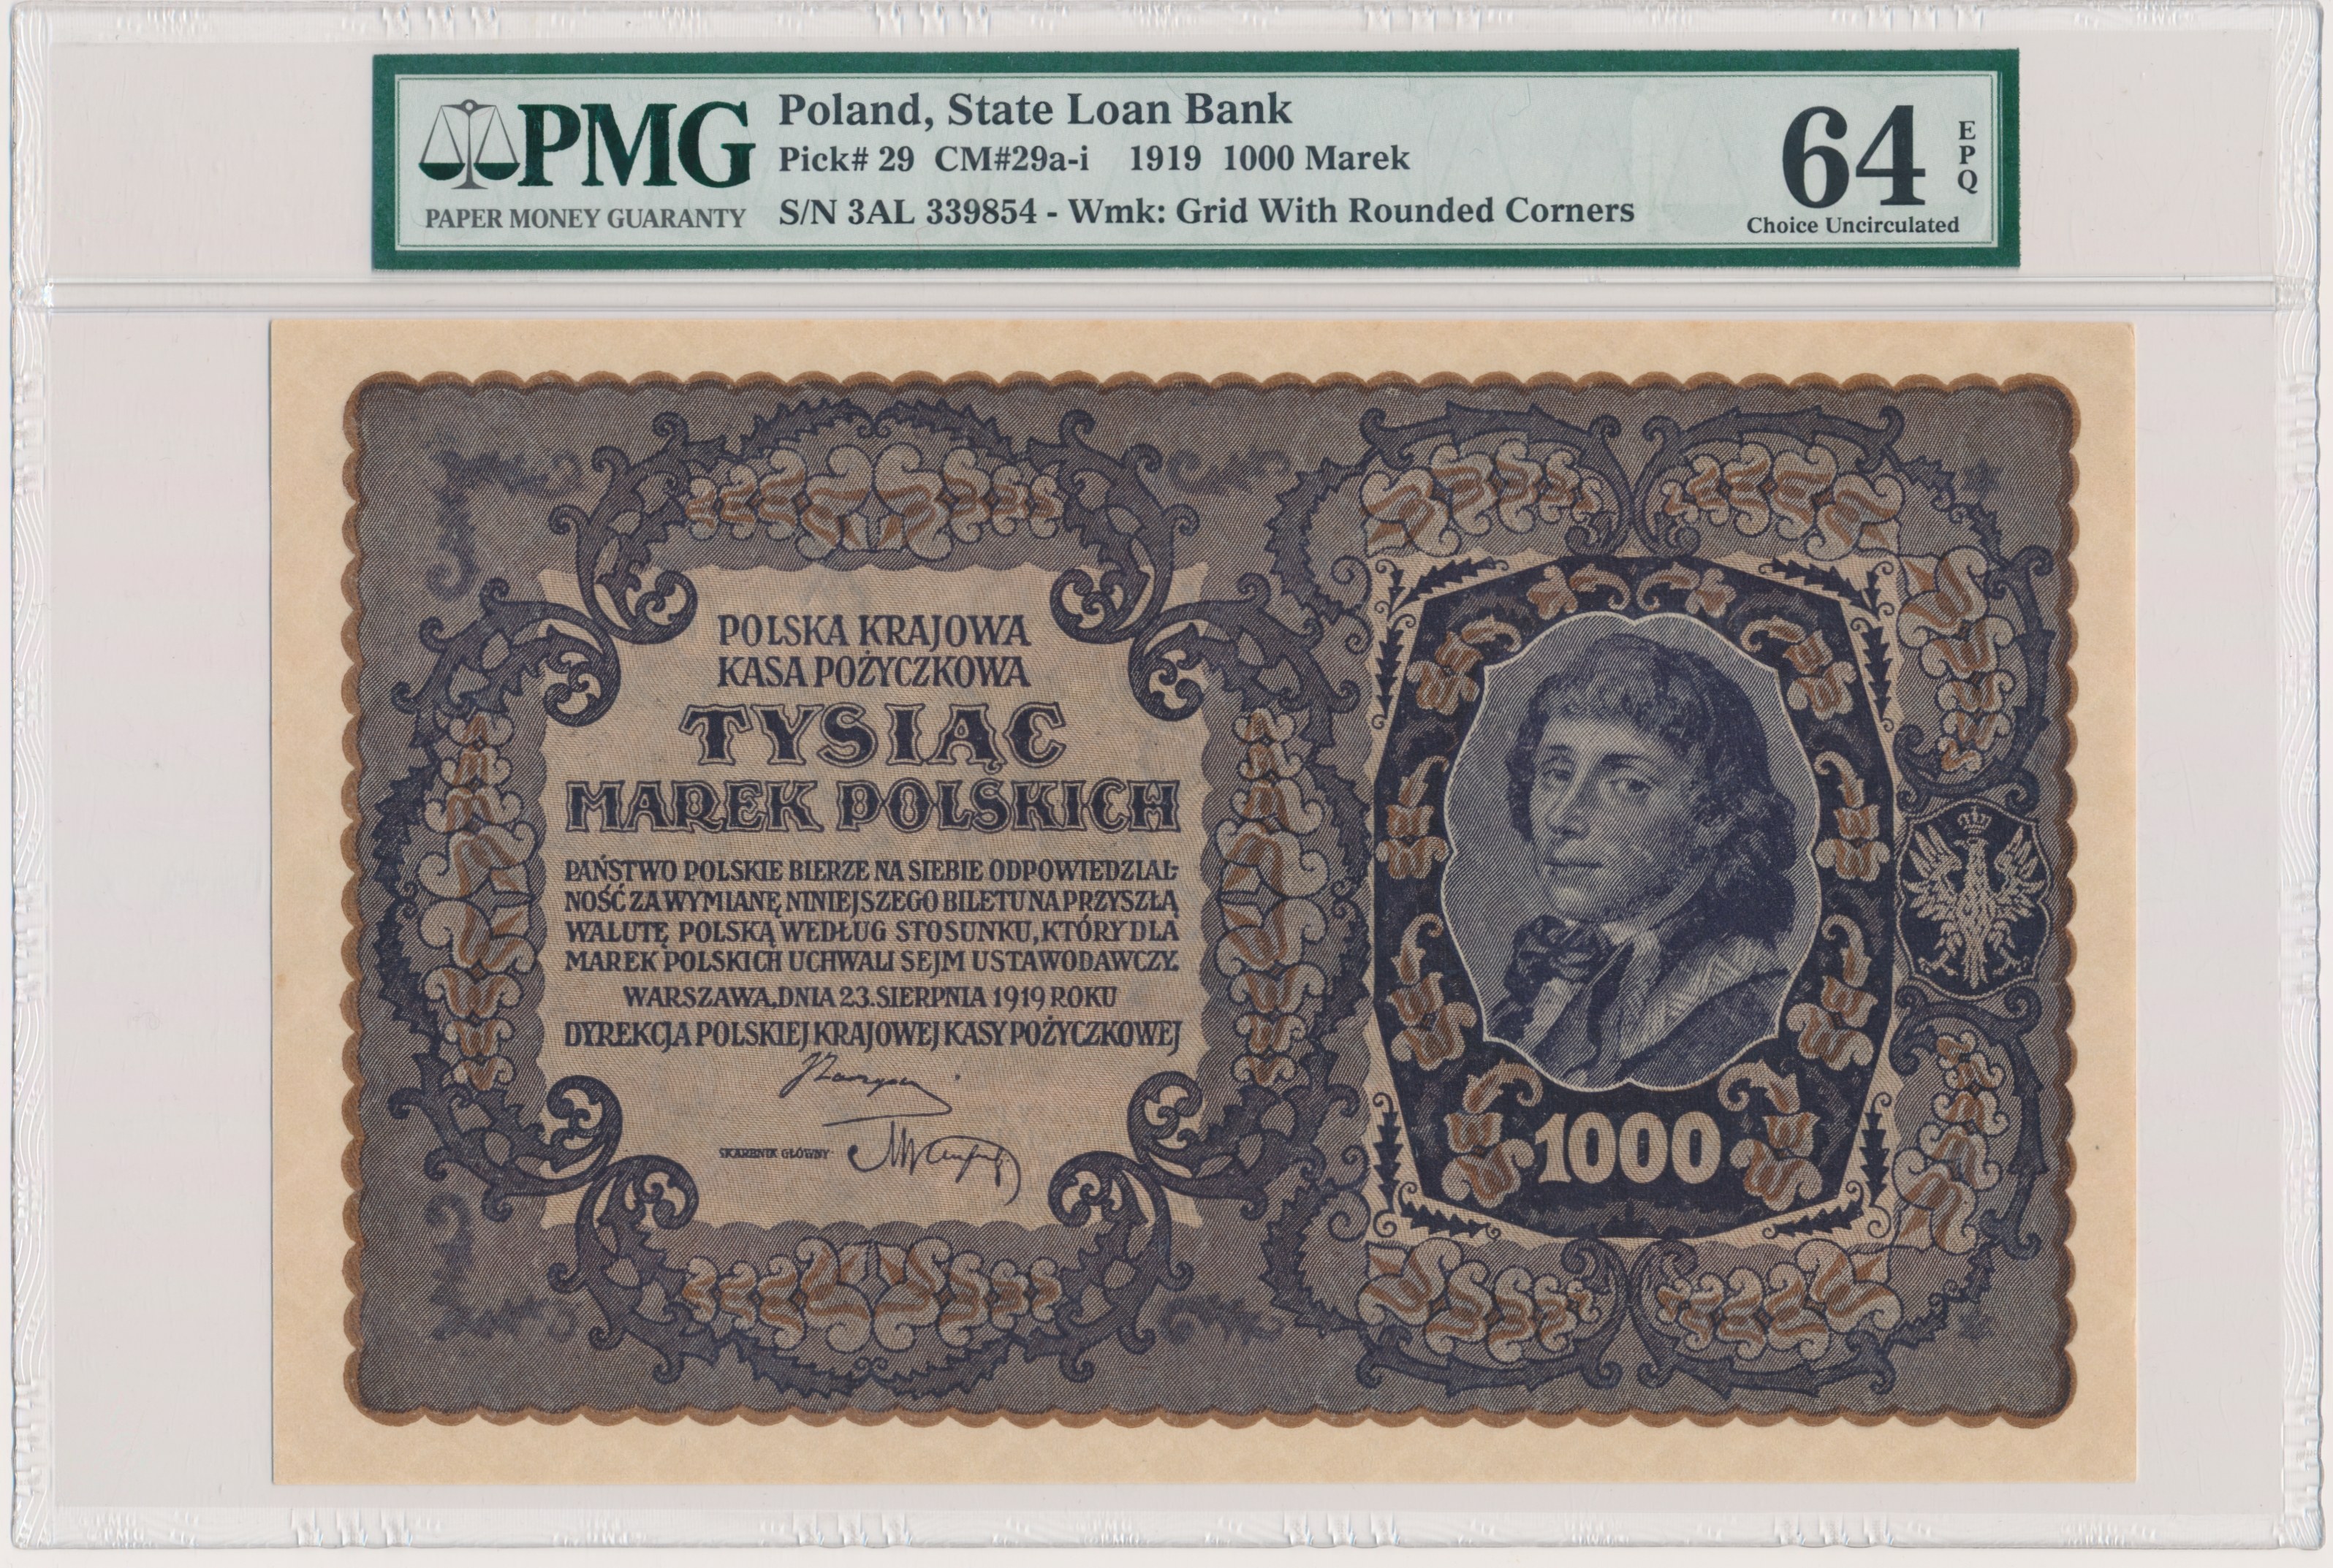 PMG
PAPER MONEY GUARANTY
Poland, State Loan Bank
Pick# 29 CM#29a-i 1919 1000 Marek
S/N 3AL 339854 - Wmk: Grid With Rounded Corners
64
EPQ
Choice Uncirculated
POLSKA KRAJOWA
KASA POŻYCZKOWA
TYSIĄC
MAREK POLSKICH
PAŃSTWO POLSKIE BIERZE NA SIEBIE ODPOWIEDZIAL-
NOŚĆ ZA WYMIANĘ NINIEJSZEGO BILETU NA PRZYSZŁĄ
WALUTĘ POLSKĄ WEDŁUG STOSUNKU, KTÓRY DLA
MAREK POLSKICH UCHWALI SEJM USTAWODAWCZY.
WARSZAWA, DNIA 23. SIERPNIA 1919 ROKU
DYREKCJA POLSKIEJ KRAJOWEJ KASY POŻYCZKOWEJ
SKARBNIK GŁÓWNY
1000